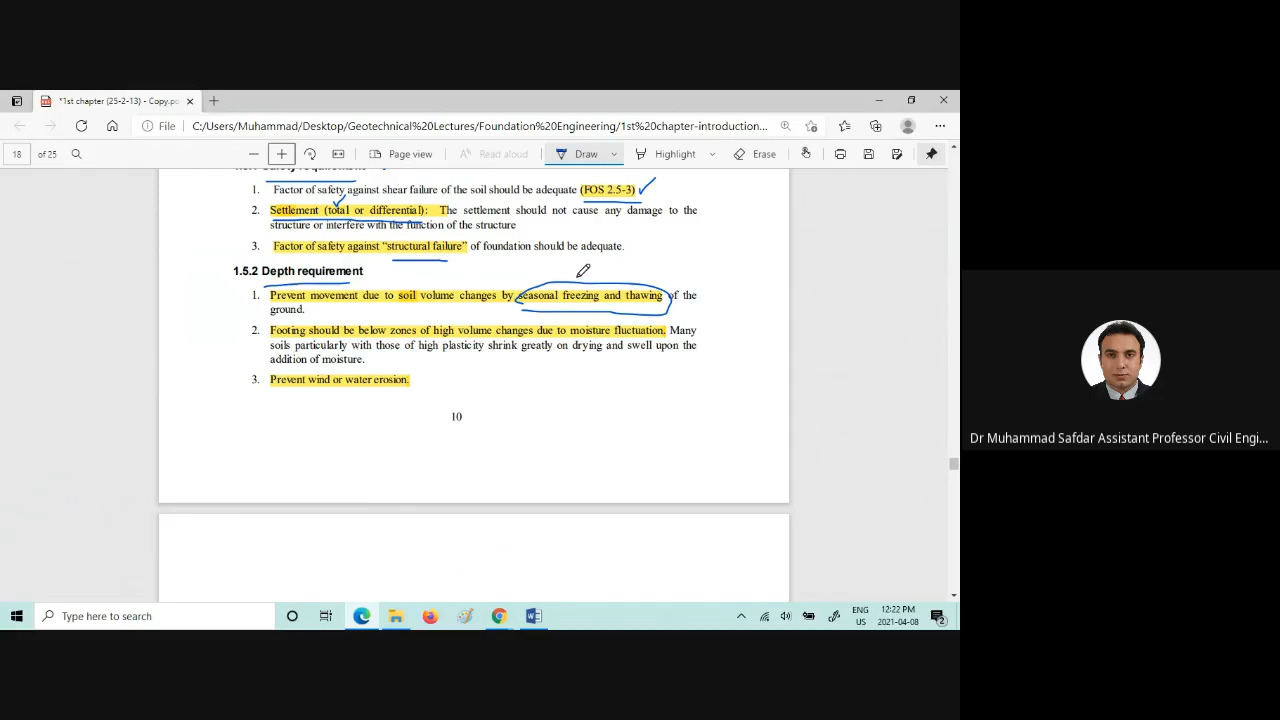 *1st chapter (25-2-13) - Copy.pd
File C:/Users/Muhammad/Desktop/Geotechnical%20Lectures/Foundation%20Engineering/1st%20chapter-introduction...
18 of 25 Page view Read aloud Draw Highlight Erase
1. Factor of safety against shear failure of the soil should be adequate (FOS 2.5-3)
2. Settlement (total or differential): The settlement should not cause any damage to the
structure or interfere with the function of the structure
3. Factor of safety against “structural failure” of foundation should be adequate.
1.5.2 Depth requirement
1. Prevent movement due to soil volume changes by seasonal freezing and thawing of the
ground.
2. Footing should be below zones of high volume changes due to moisture fluctuation. Many
soils particularly with those of high plasticity shrink greatly on drying and swell upon the
addition of moisture.
3. Prevent wind or water erosion.
10
Dr Muhammad Safdar Assistant Professor Civil Engi...
Type here to search
ENG 12:22 PM
US 2021-04-08 2